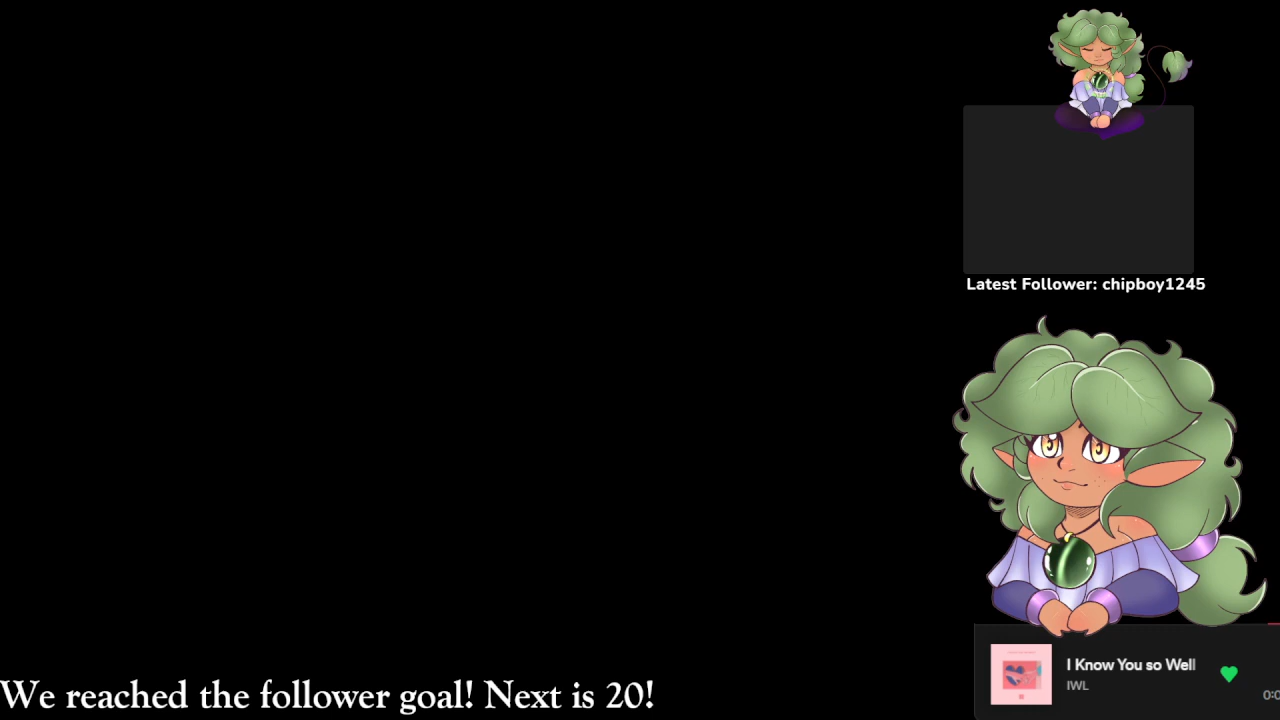 Latest Follower: chipboy1245
I Know You so Well
IWL
We reached the follower goal! Next is 20!